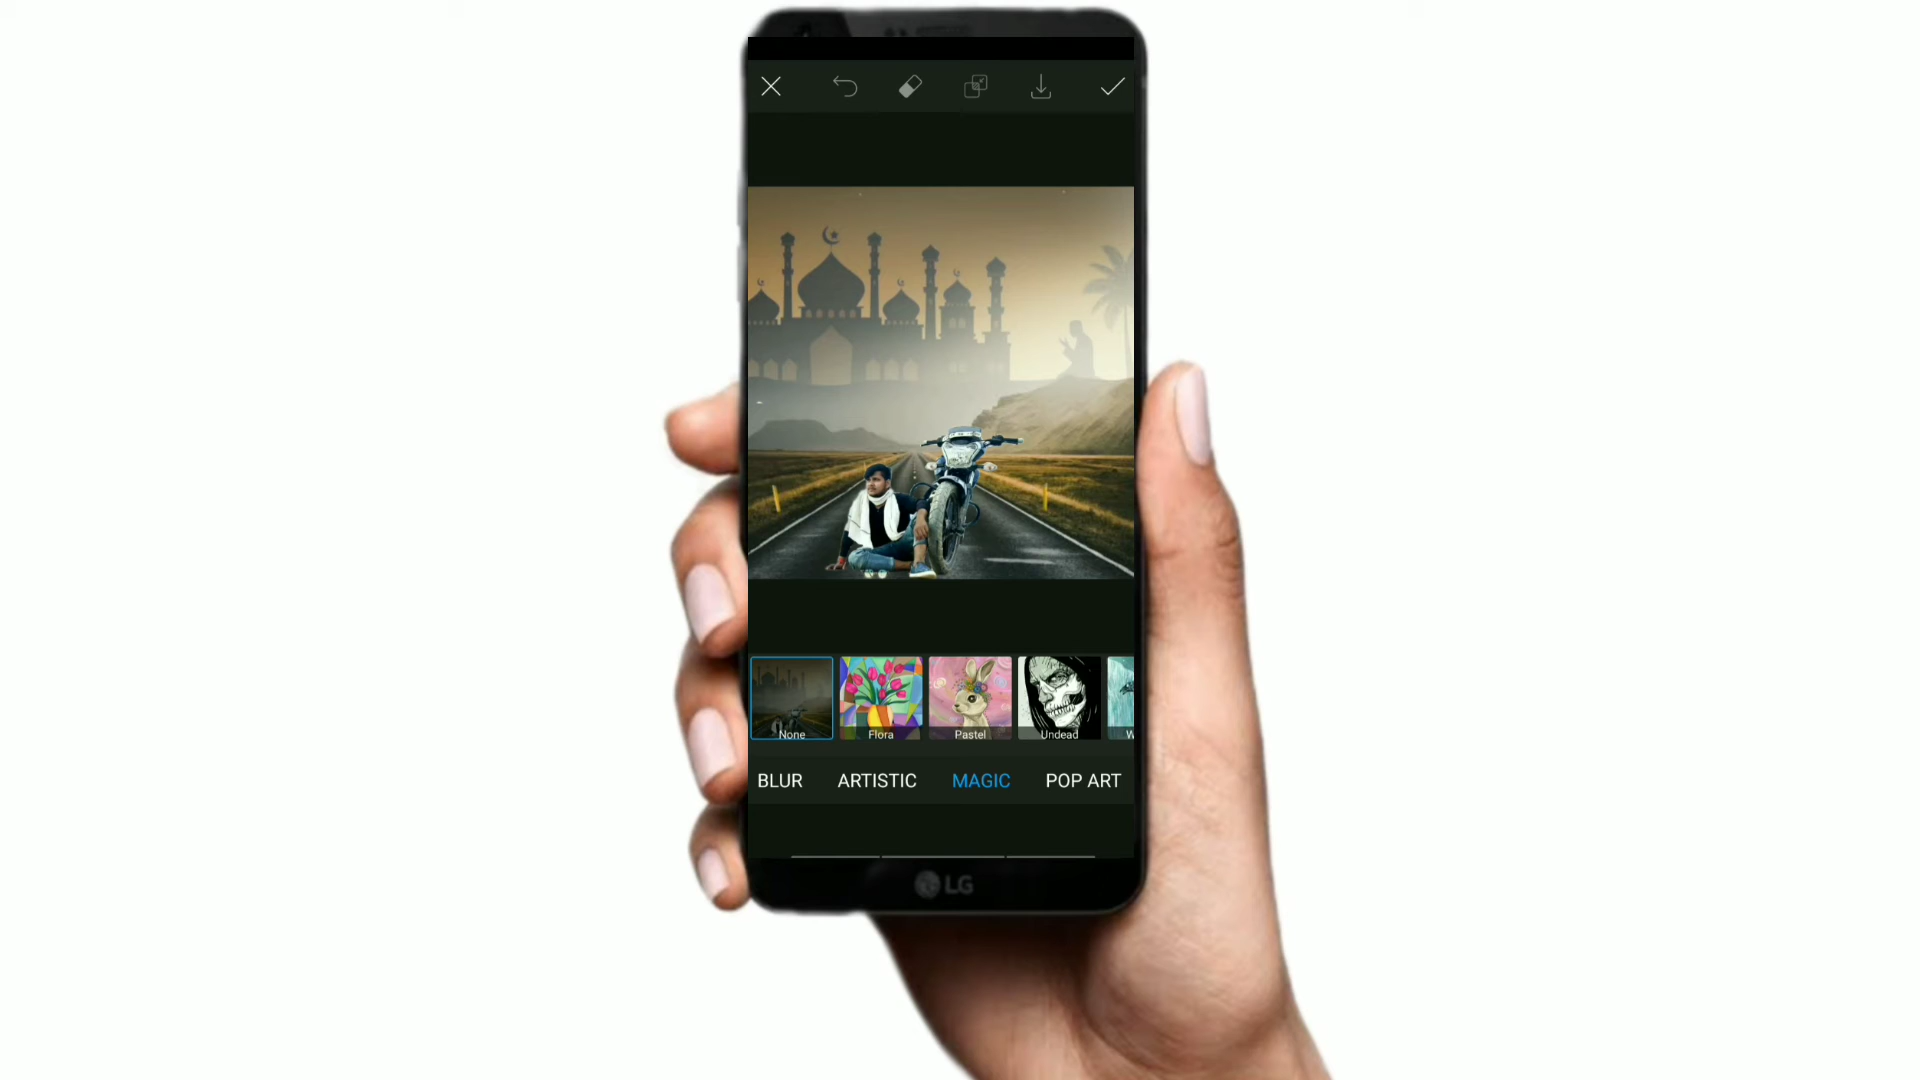 None
Flora
Pastel
Undead
W
BLUR
ARTISTIC
MAGIC
POP ART
LG